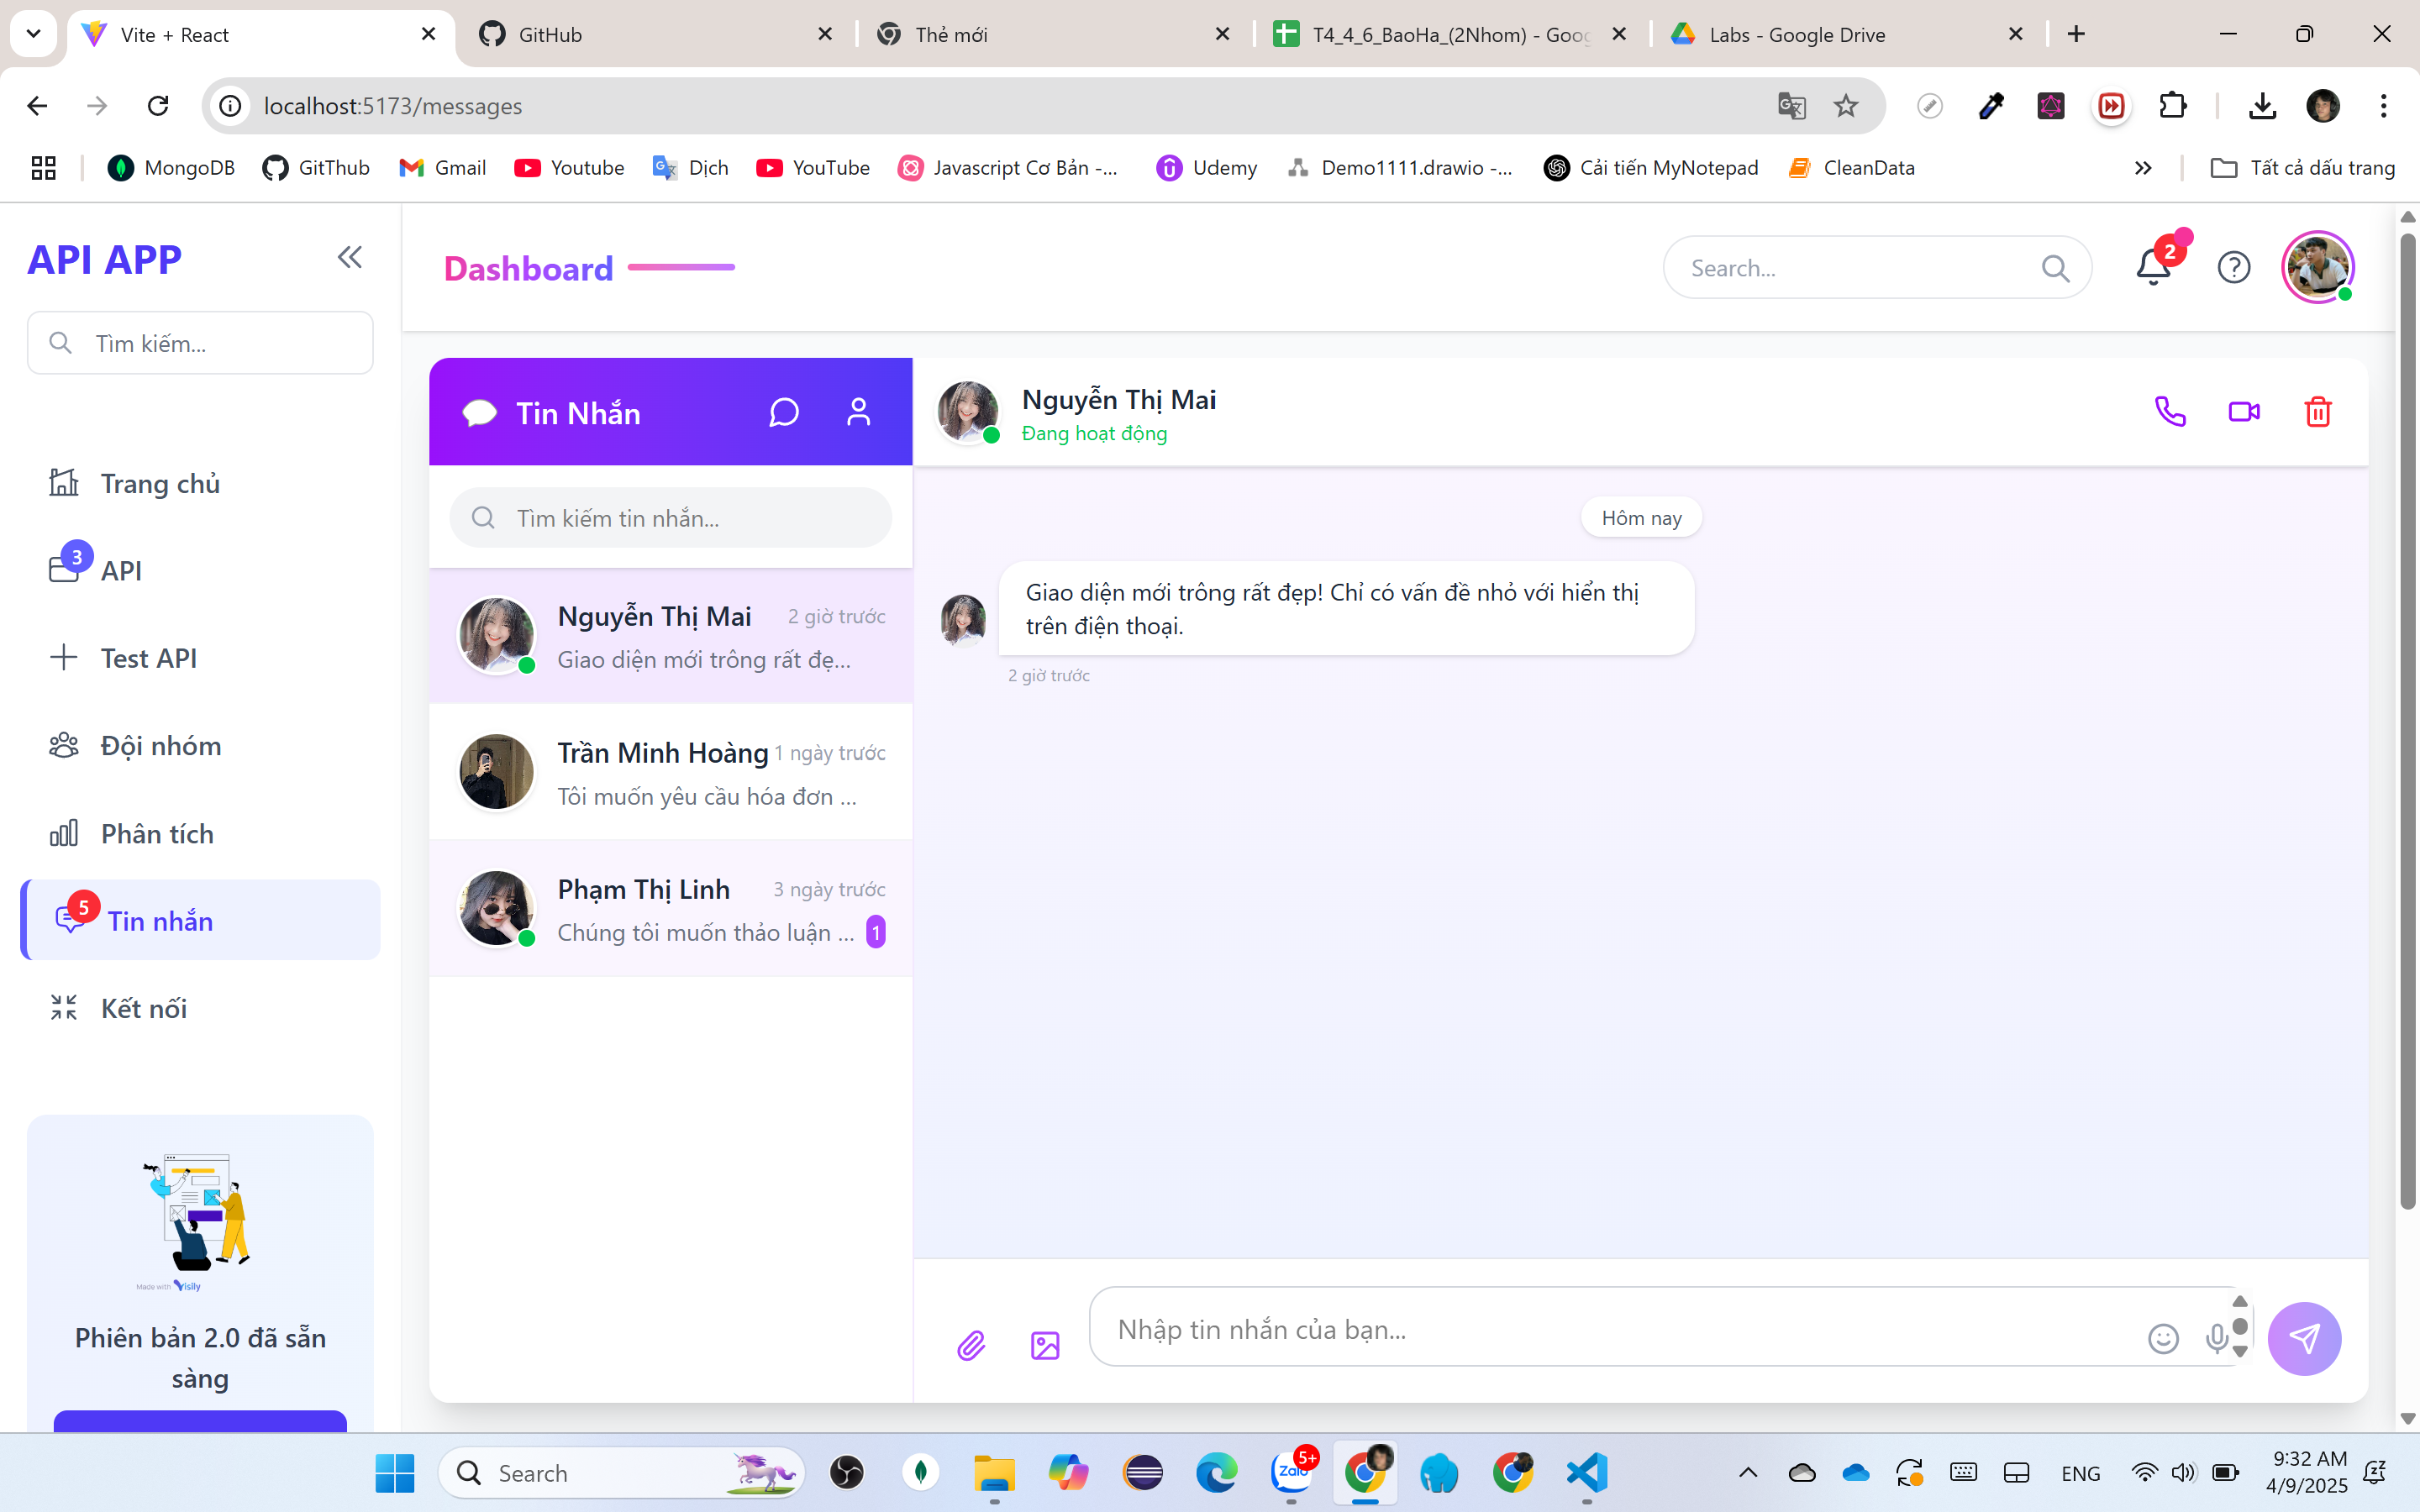 Vite + React
GitHub
Thẻ mới
T4_4_6_BaoHa_(2Nhom) - Goog
Labs - Google Drive
localhost:5173/messages
MongoDB
GitThub
Gmail
Youtube
Dịch
YouTube
Javascript Cơ Bản -...
Udemy
Demo1111.drawio -...
Cải tiến MyNotepad
CleanData
Tất cả dấu trang
API APP
Tìm kiếm...
Trang chủ
3
API
Test API
Đội nhóm
Phân tích
5
Tin nhắn
Kết nối
Made with Visily
Phiên bản 2.0 đã sẵn
sàng
Dashboard
Search...
2
Tin Nhắn
Tìm kiếm tin nhắn...
Nguyễn Thị Mai
2 giờ trước
Giao diện mới trông rất đẹ...
Trần Minh Hoàng
1 ngày trước
Tôi muốn yêu cầu hóa đơn ...
Phạm Thị Linh
3 ngày trước
Chúng tôi muốn thảo luận ...
1
Nguyễn Thị Mai
Đang hoạt động
Hôm nay
Giao diện mới trông rất đẹp! Chỉ có vấn đề nhỏ với hiển thị
trên điện thoại.
2 giờ trước
Nhập tin nhắn của bạn...
Search
Zalo
5+
ENG
9:32 AM
4/9/2025